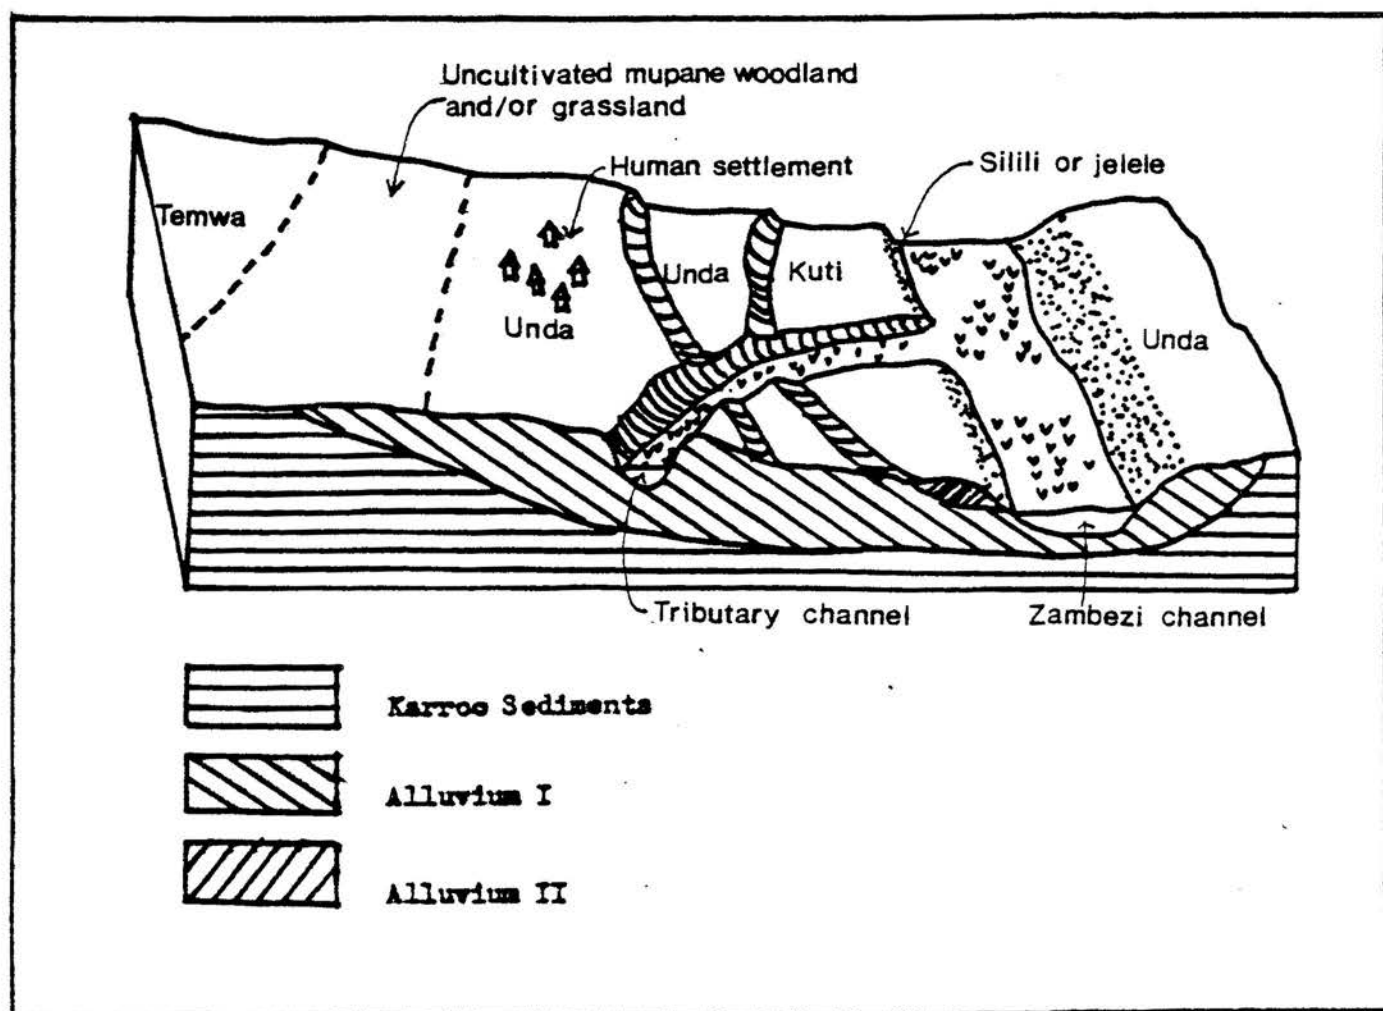 Uncultivated mupane woodland
and/or grassland
Human settlement
Silili or jelele
Temwa
Unda
Kuti
Unda
Unda
Tributary channel
Zambezi channel
Karroo Sediments
Alluvium I
Alluvium II